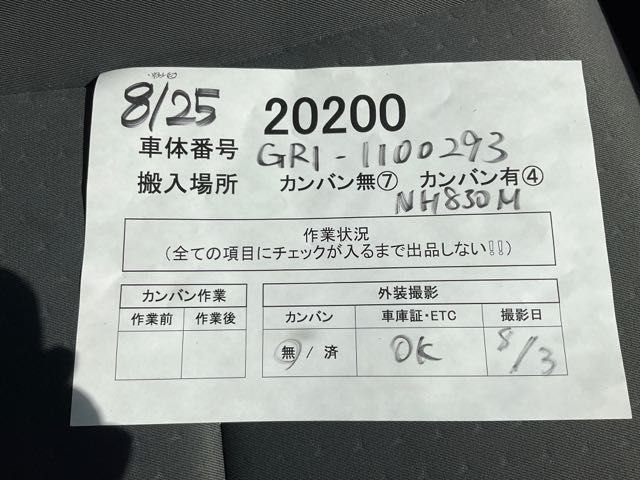 8/25
20200
車体番号 GR1-1100293
搬入場所 カンバン無⑦ カンバン有④
NH830M
作業状況
(全ての項目にチェックが入るまで出品しない!!)
カンバン作業
作業前 作業後
外装撮影
カンバン 車庫証・ETC 撮影日
無 / 済 OK 8/3